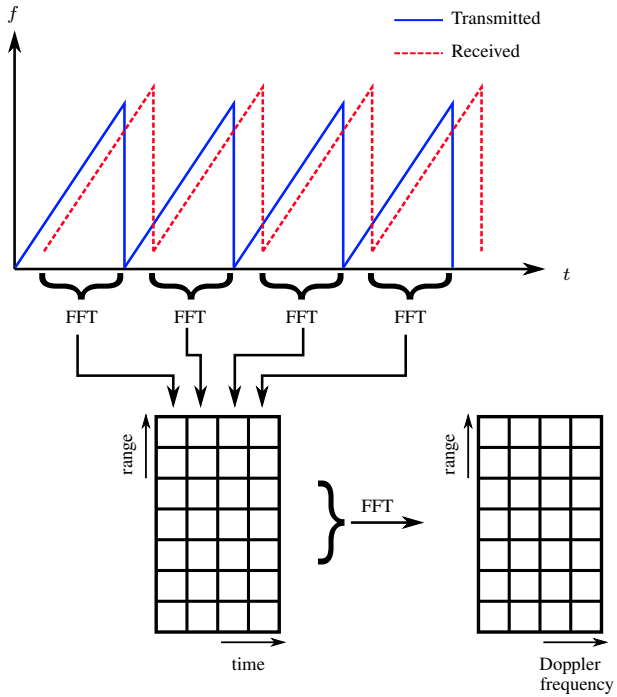 f
Transmitted
Received
t
FFT FFT FFT FFT
range
FFT
range
time
Doppler
frequency